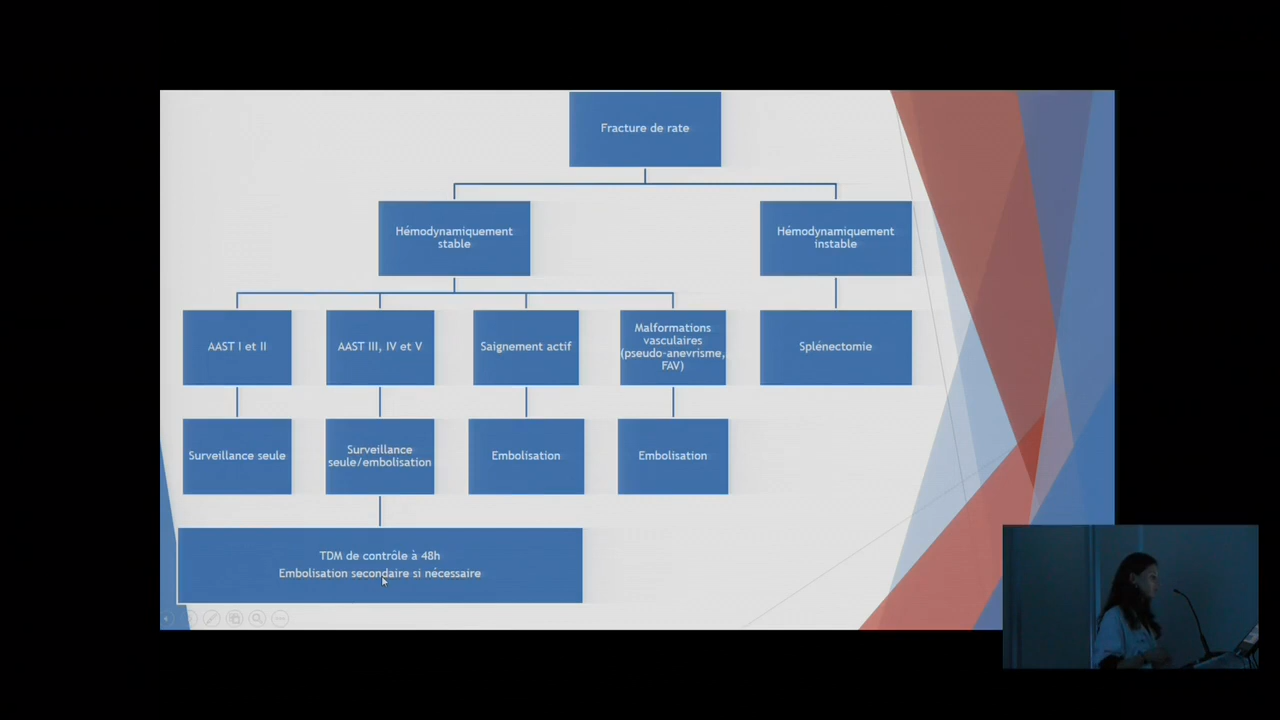 Fracture de rate
Hémodynamiquement
stable
Hémodynamiquement
instable
AAST I et II
AAST III, IV et V
Saignement actif
Malformations
vasculaires
(pseudo-anevrisme,
FAV)
Splénectomie
Surveillance seule
Surveillance
seule/embolisation
Embolisation
Embolisation
TDM de contrôle à 48h
Embolisation secondaire si nécessaire